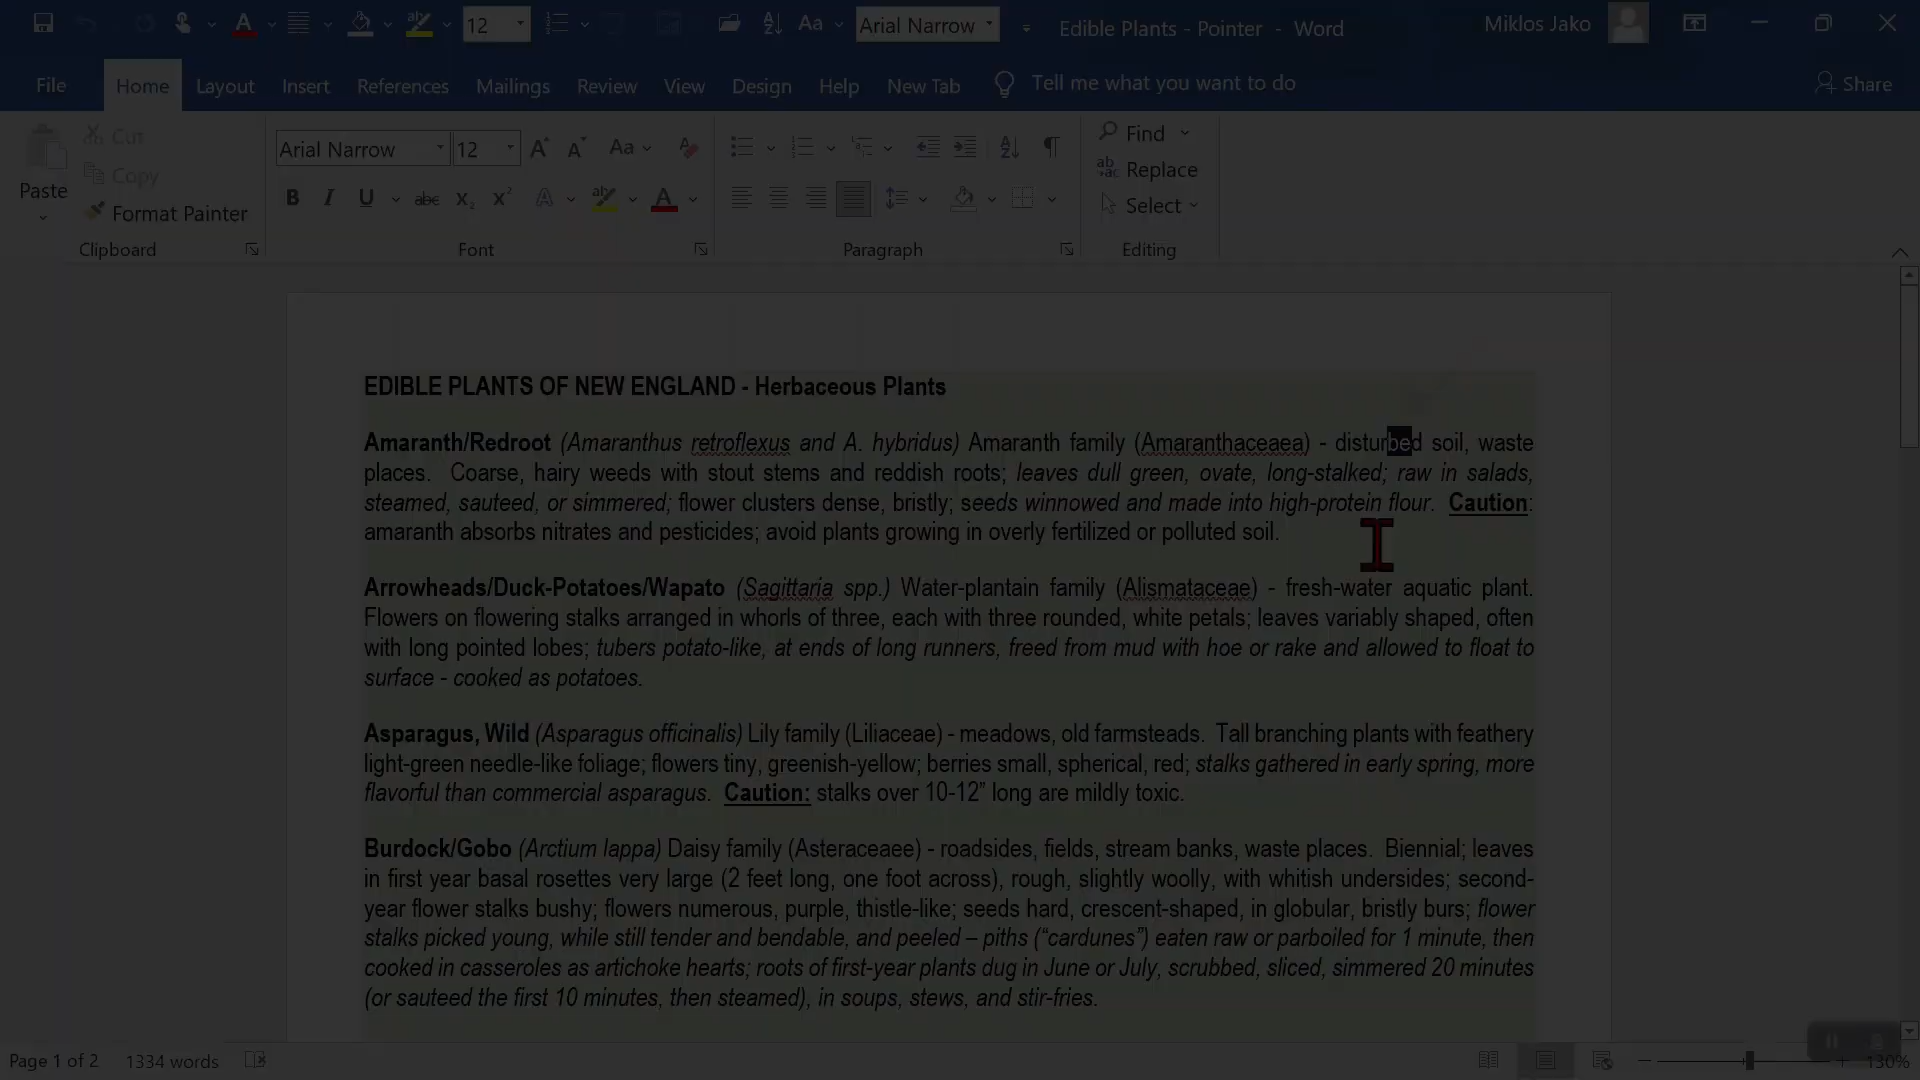 12
Aa
Arial Narrow
Edible Plants - Pointer - Word
Miklos Jako
File
Home
Layout
Insert
References
Mailings
Review
View
Design
Help
New Tab
Tell me what you want to do
Share
Paste
Cut
Copy
Format Painter
Clipboard
Arial Narrow
12
Aa
B I U abc x₂ x²
Font
Paragraph
Find
Replace
Select
Editing
EDIBLE PLANTS OF NEW ENGLAND - Herbaceous Plants
Amaranth/Redroot (Amaranthus retroflexus and A. hybridus) Amaranth family (Amaranthaceaea) - disturbed soil, waste
places. Coarse, hairy weeds with stout stems and reddish roots; leaves dull green, ovate, long-stalked; raw in salads,
steamed, sauteed, or simmered; flower clusters dense, bristly; seeds winnowed and made into high-protein flour. Caution:
amaranth absorbs nitrates and pesticides; avoid plants growing in overly fertilized or polluted soil.
Arrowheads/Duck-Potatoes/Wapato (Sagittaria spp.) Water-plantain family (Alismataceae) - fresh-water aquatic plant.
Flowers on flowering stalks arranged in whorls of three, each with three rounded, white petals; leaves variably shaped, often
with long pointed lobes; tubers potato-like, at ends of long runners, freed from mud with hoe or rake and allowed to float to
surface - cooked as potatoes.
Asparagus, Wild (Asparagus officinalis) Lily family (Liliaceae) - meadows, old farmsteads. Tall branching plants with feathery
light-green needle-like foliage; flowers tiny, greenish-yellow; berries small, spherical, red; stalks gathered in early spring, more
flavorful than commercial asparagus. Caution: stalks over 10-12” long are mildly toxic.
Burdock/Gobo (Arctium lappa) Daisy family (Asteraceaee) - roadsides, fields, stream banks, waste places. Biennial; leaves
in first year basal rosettes very large (2 feet long, one foot across), rough, slightly woolly, with whitish undersides; second-
year flower stalks bushy; flowers numerous, purple, thistle-like; seeds hard, crescent-shaped, in globular, bristly burs; flower
stalks picked young, while still tender and bendable, and peeled – piths (“cardunes”) eaten raw or parboiled for 1 minute, then
cooked in casseroles as artichoke hearts; roots of first-year plants dug in June or July, scrubbed, sliced, simmered 20 minutes
(or sauteed the first 10 minutes, then steamed), in soups, stews, and stir-fries.
Page 1 of 2
1334 words
130%